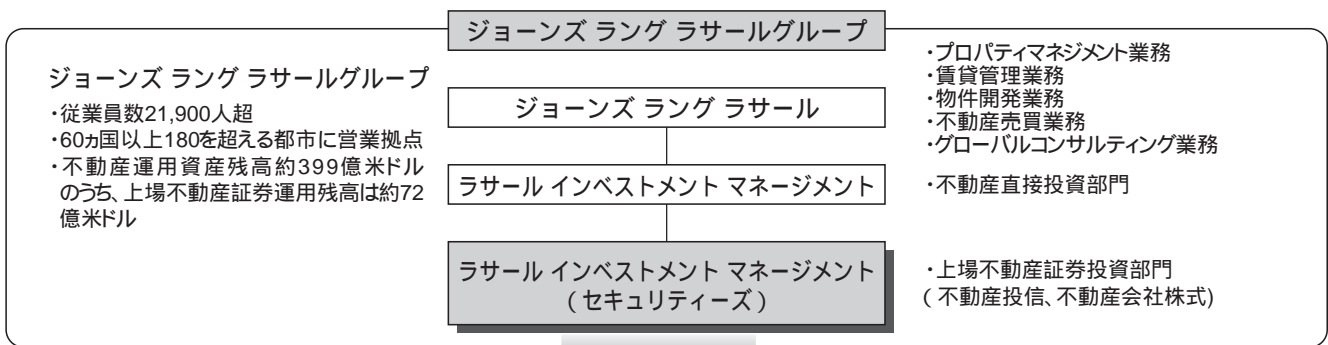 ジョーンズ ラング ラサールグループ
ジョーンズ ラング ラサールグループ
・従業員数21,900人超
・60ヵ国以上180を超える都市に営業拠点
・不動産運用資産残高約399億米ドル
のうち、上場不動産証券運用残高は約72
億米ドル
ジョーンズ ラング ラサール
ラサール インベストメント マネージメント
ラサール インベストメント マネージメント
(セキュリティーズ)
・プロパティマネジメント業務
・賃貸管理業務
・物件開発業務
・不動産売買業務
・グローバルコンサルティング業務
・不動産直接投資部門
・上場不動産証券投資部門
(不動産投信、不動産会社株式)